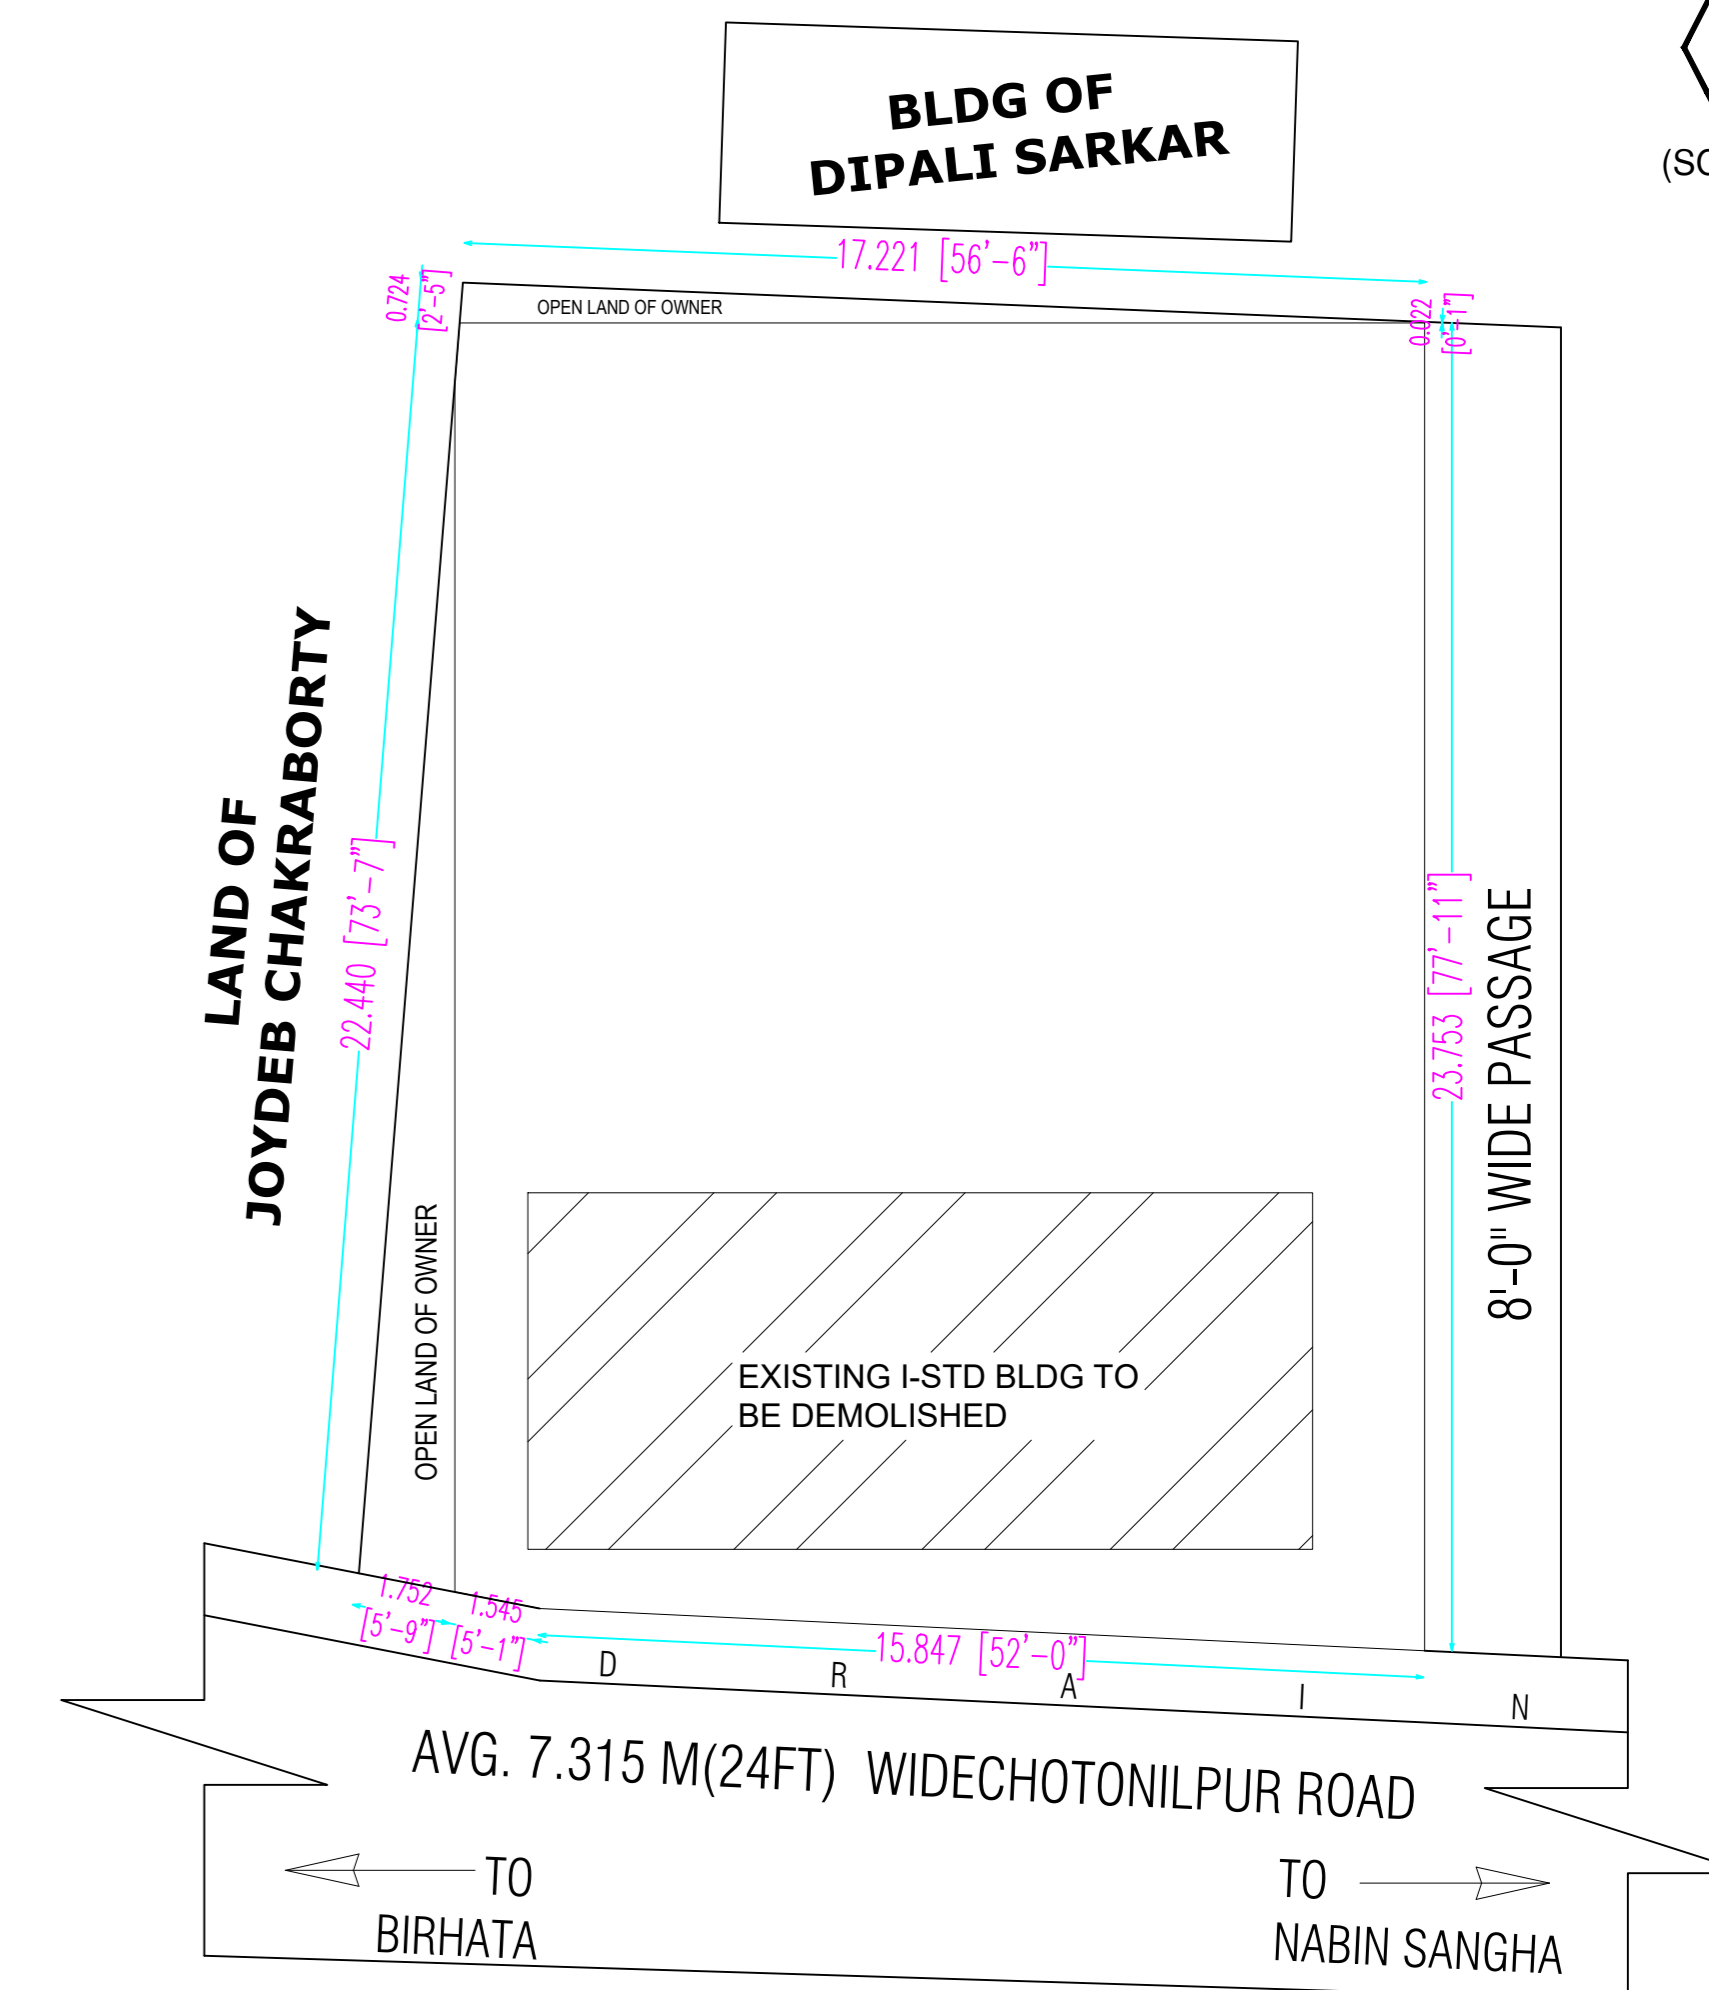 BLDG OF
DIPALI SARKAR
(SC
17.221 [56'-6"]
0.724
[2'-5"]
OPEN LAND OF OWNER
0.022
[0'-1"]
LAND OF
JOYDEB CHAKRABORTY
22.440 [73'-7"]
23.753 [77'-11"]
8'-0" WIDE PASSAGE
OPEN LAND OF OWNER
EXISTING I-STD BLDG TO
BE DEMOLISHED
1.752
[5'-9"]
1.545
[5'-1"]
15.847 [52'-0"]
D R A I N
AVG. 7.315 M(24FT) WIDECHOTONILPUR ROAD
TO
BIRHATA
TO
NABIN SANGHA